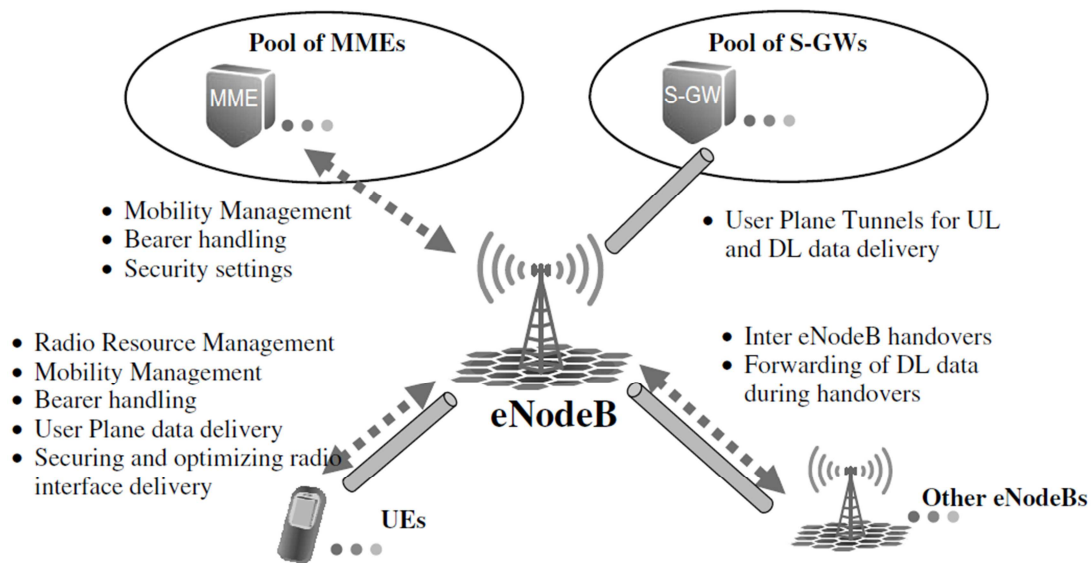 Pool of MMEs
MME
Pool of S-GWs
S-GW
• Mobility Management
• Bearer handling
• Security settings
• User Plane Tunnels for UL
and DL data delivery
• Radio Resource Management
• Mobility Management
• Bearer handling
• User Plane data delivery
• Securing and optimizing radio
interface delivery
• Inter eNodeB handovers
• Forwarding of DL data
during handovers
eNodeB
UEs
Other eNodeBs